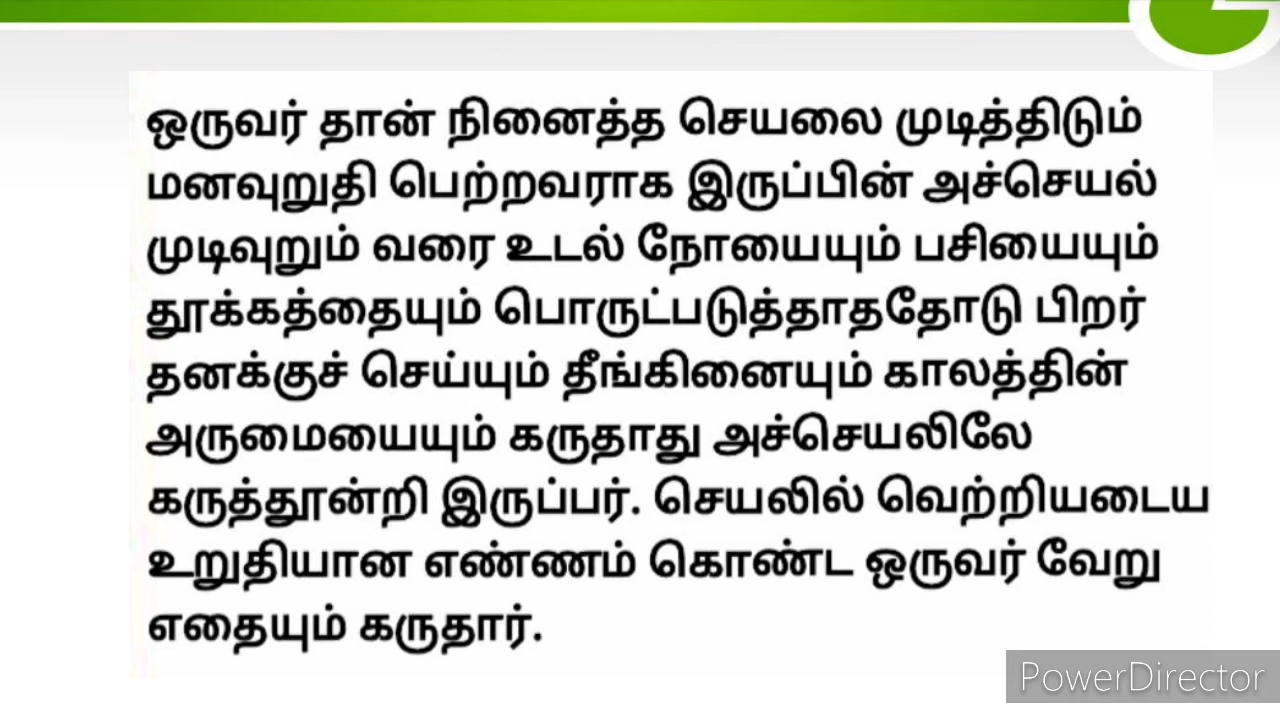 ஒருவர் தான் நினைத்த செயலை முடித்திடும்
மனவுறுதி பெற்றவராக இருப்பின் அச்செயல்
முடிவுறும் வரை உடல் நோயையும் பசியையும்
தூக்கத்தையும் பொருட்படுத்தாததோடு பிறர்
தனக்குச் செய்யும் தீங்கினையும் காலத்தின்
அருமையையும் கருதாது அச்செயலிலே
கருத்தூன்றி இருப்பர். செயலில் வெற்றியடைய
உறுதியான எண்ணம் கொண்ட ஒருவர் வேறு
எதையும் கருதார்.
PowerDirector